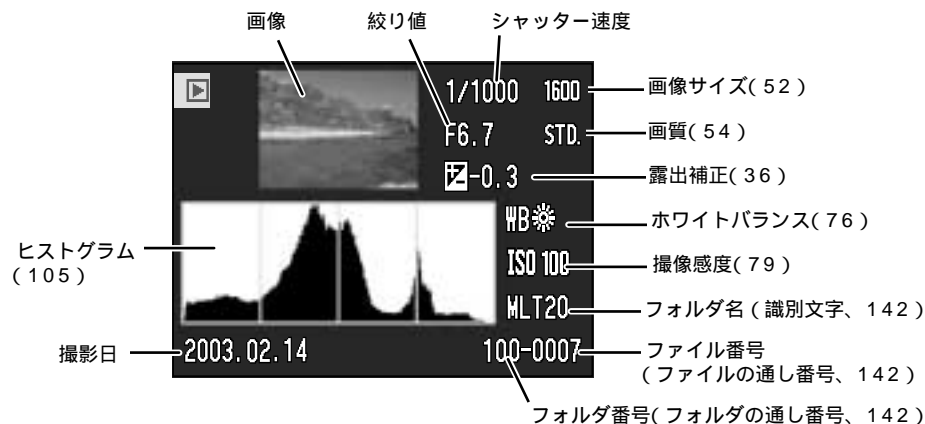 画像
絞り値
シャッター速度
1/1000
1600
画像サイズ(52)
F6.7
STD.
画質(54)
-0.3
露出補正(36)
WB
ホワイトバランス(76)
ヒストグラム
(105)
ISO 100
撮像感度(79)
MLT20
フォルダ名(識別文字、142)
撮影日
2003.02.14
100-0007
ファイル番号
(ファイルの通し番号、142)
フォルダ番号(フォルダの通し番号、142)